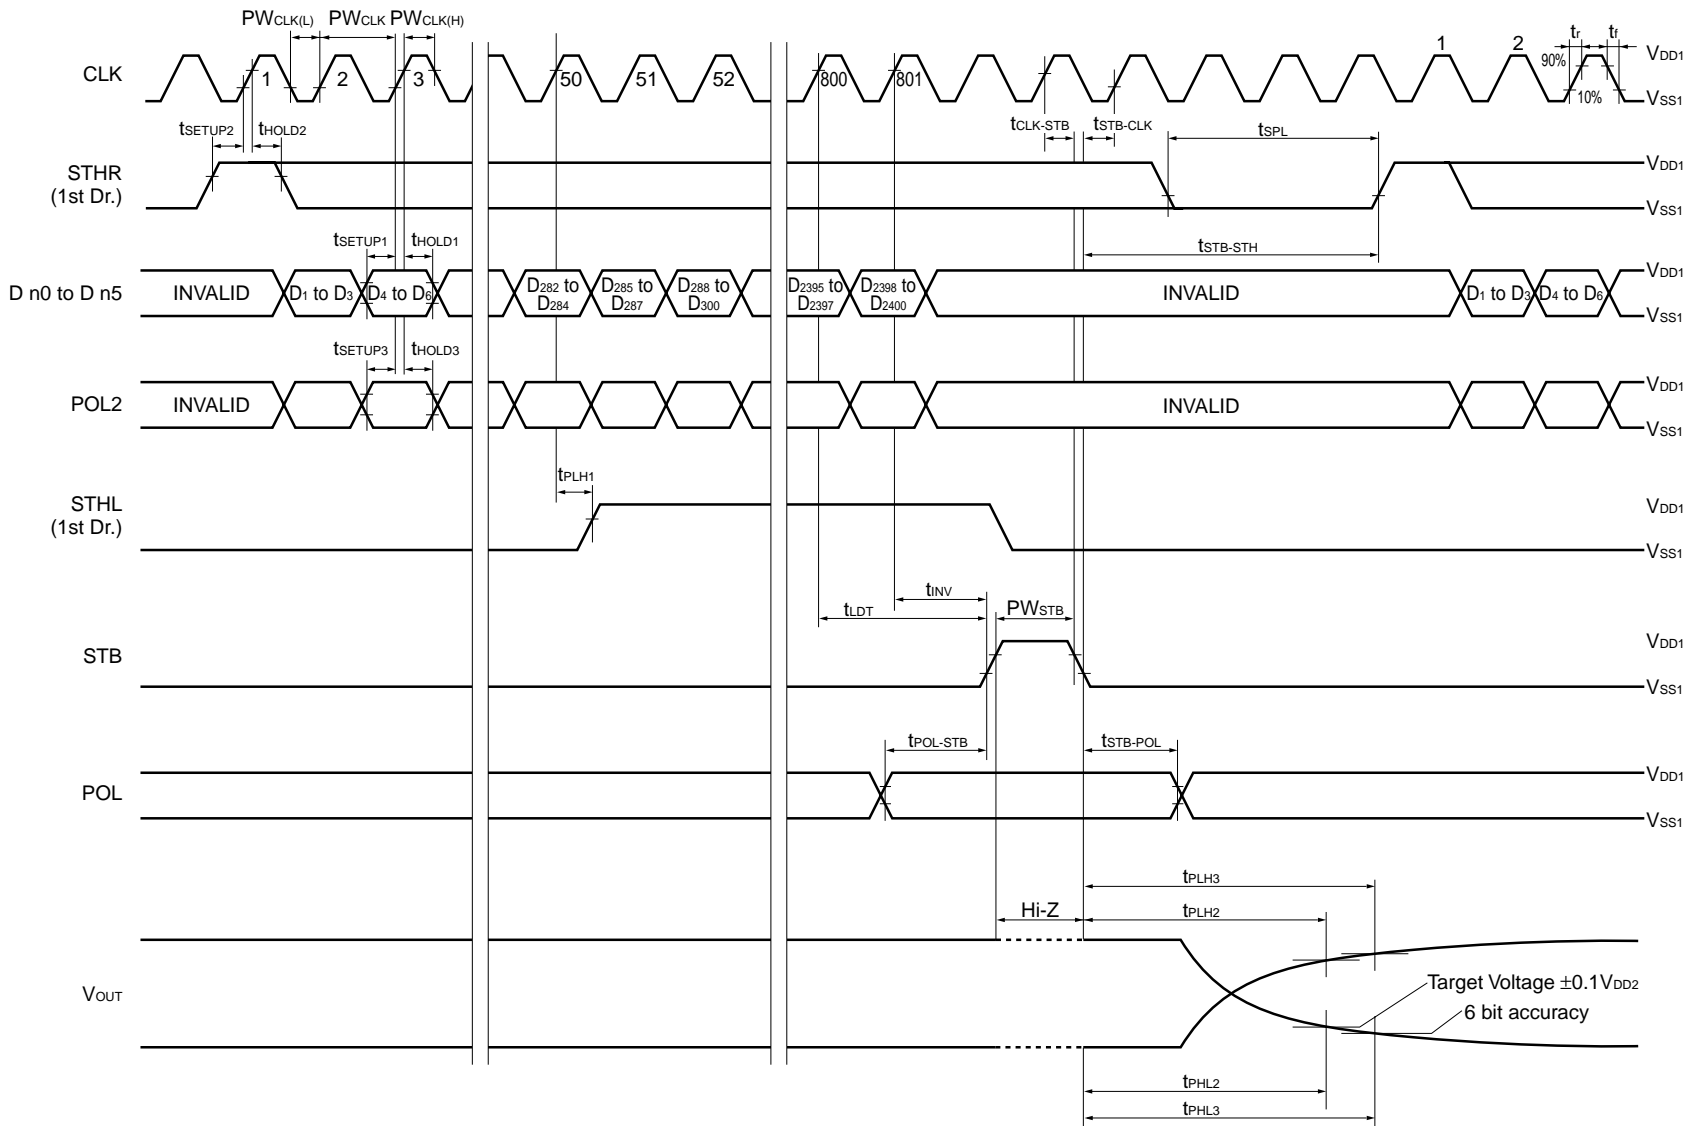 PWCLK(L) PWCLK PWCLK(H)
CLK
1 2 3 50 51 52 800 801 1 2
tr tf
90%
10%
VDD1
VSS1
tSETUP2 tHOLD2 tCLK-STB tSTB-CLK tSPL
STHR
(1st Dr.)
VDD1
VSS1
tSETUP1 tHOLD1 tSTB-STH
D n0 to D n5
INVALID
D1 to D3
D4 to D6
D282 to
D284
D285 to
D287
D288 to
D300
D2395 to
D2397
D2398 to
D2400
INVALID
D1 to D3
D4 to D6
VDD1
VSS1
tSETUP3 tHOLD3
POL2
INVALID INVALID
VDD1
VSS1
tPLH1
STHL
(1st Dr.)
VDD1
VSS1
tINV
tLDT PWSTB
STB
VDD1
VSS1
tPOL-STB tSTB-POL
POL
VDD1
VSS1
tPLH3
Hi-Z tPLH2
VOUT
Target Voltage ±0.1VDD2
6 bit accuracy
tPHL2
tPHL3